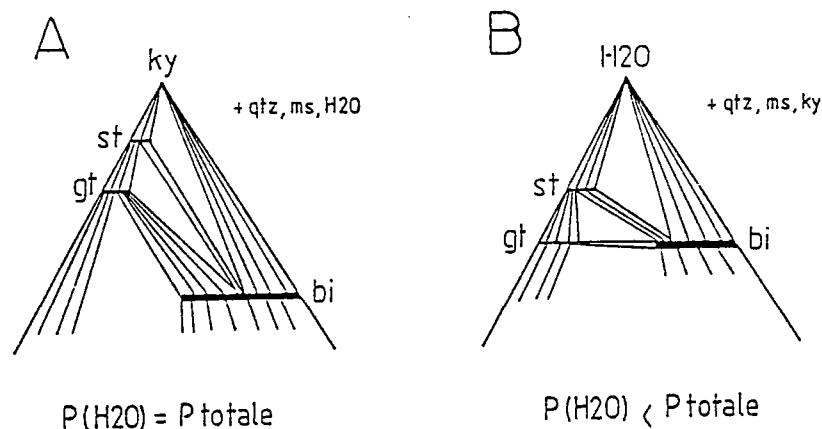 A
ky
+ qtz, ms, H2O
st
gt
bi
P(H2O) = P totale
B
H2O
+ qtz, ms, ky
st
gt
bi
P(H2O) < P totale